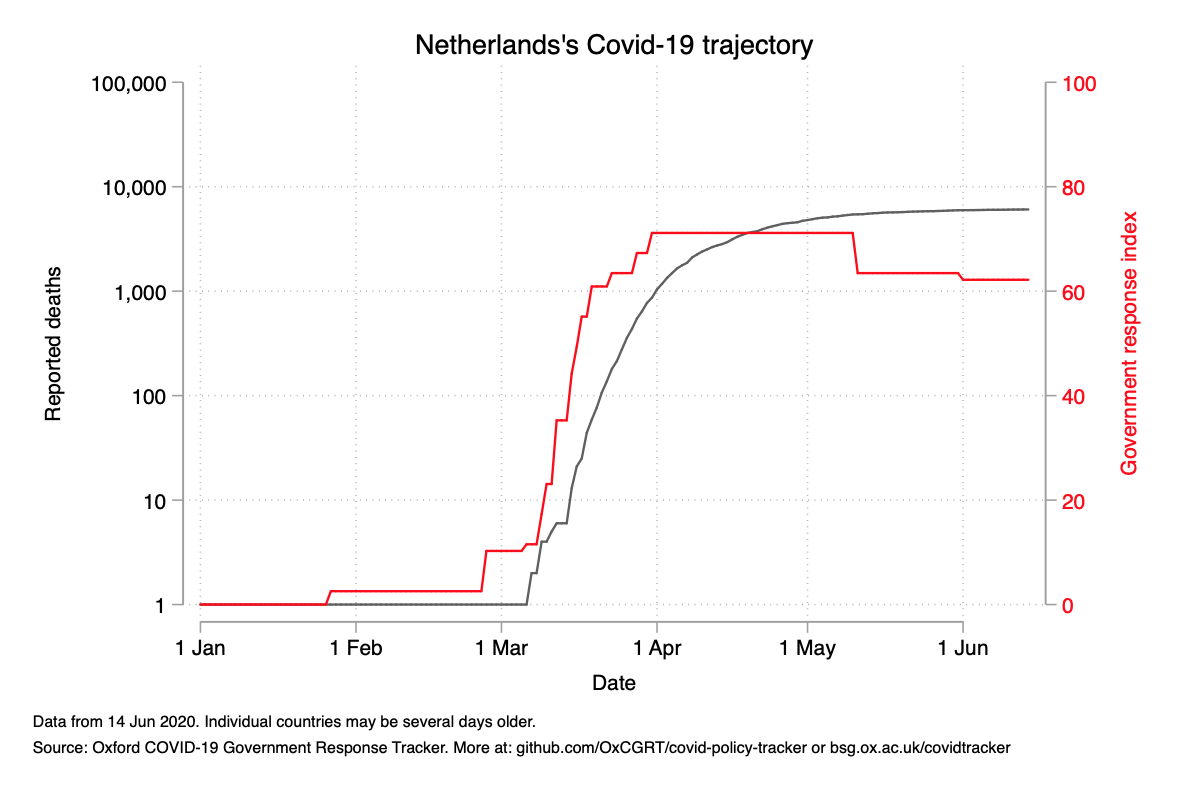 Netherlands's Covid-19 trajectory
100,000
10,000
1,000
100
10
1
Reported deaths
100
80
60
40
20
0
Government response index
1 Jan
1 Feb
1 Mar
1 Apr
1 May
1 Jun
Date
Data from 14 Jun 2020. Individual countries may be several days older.
Source: Oxford COVID-19 Government Response Tracker. More at: github.com/OxCGRT/covid-policy-tracker or bsg.ox.ac.uk/covidtracker